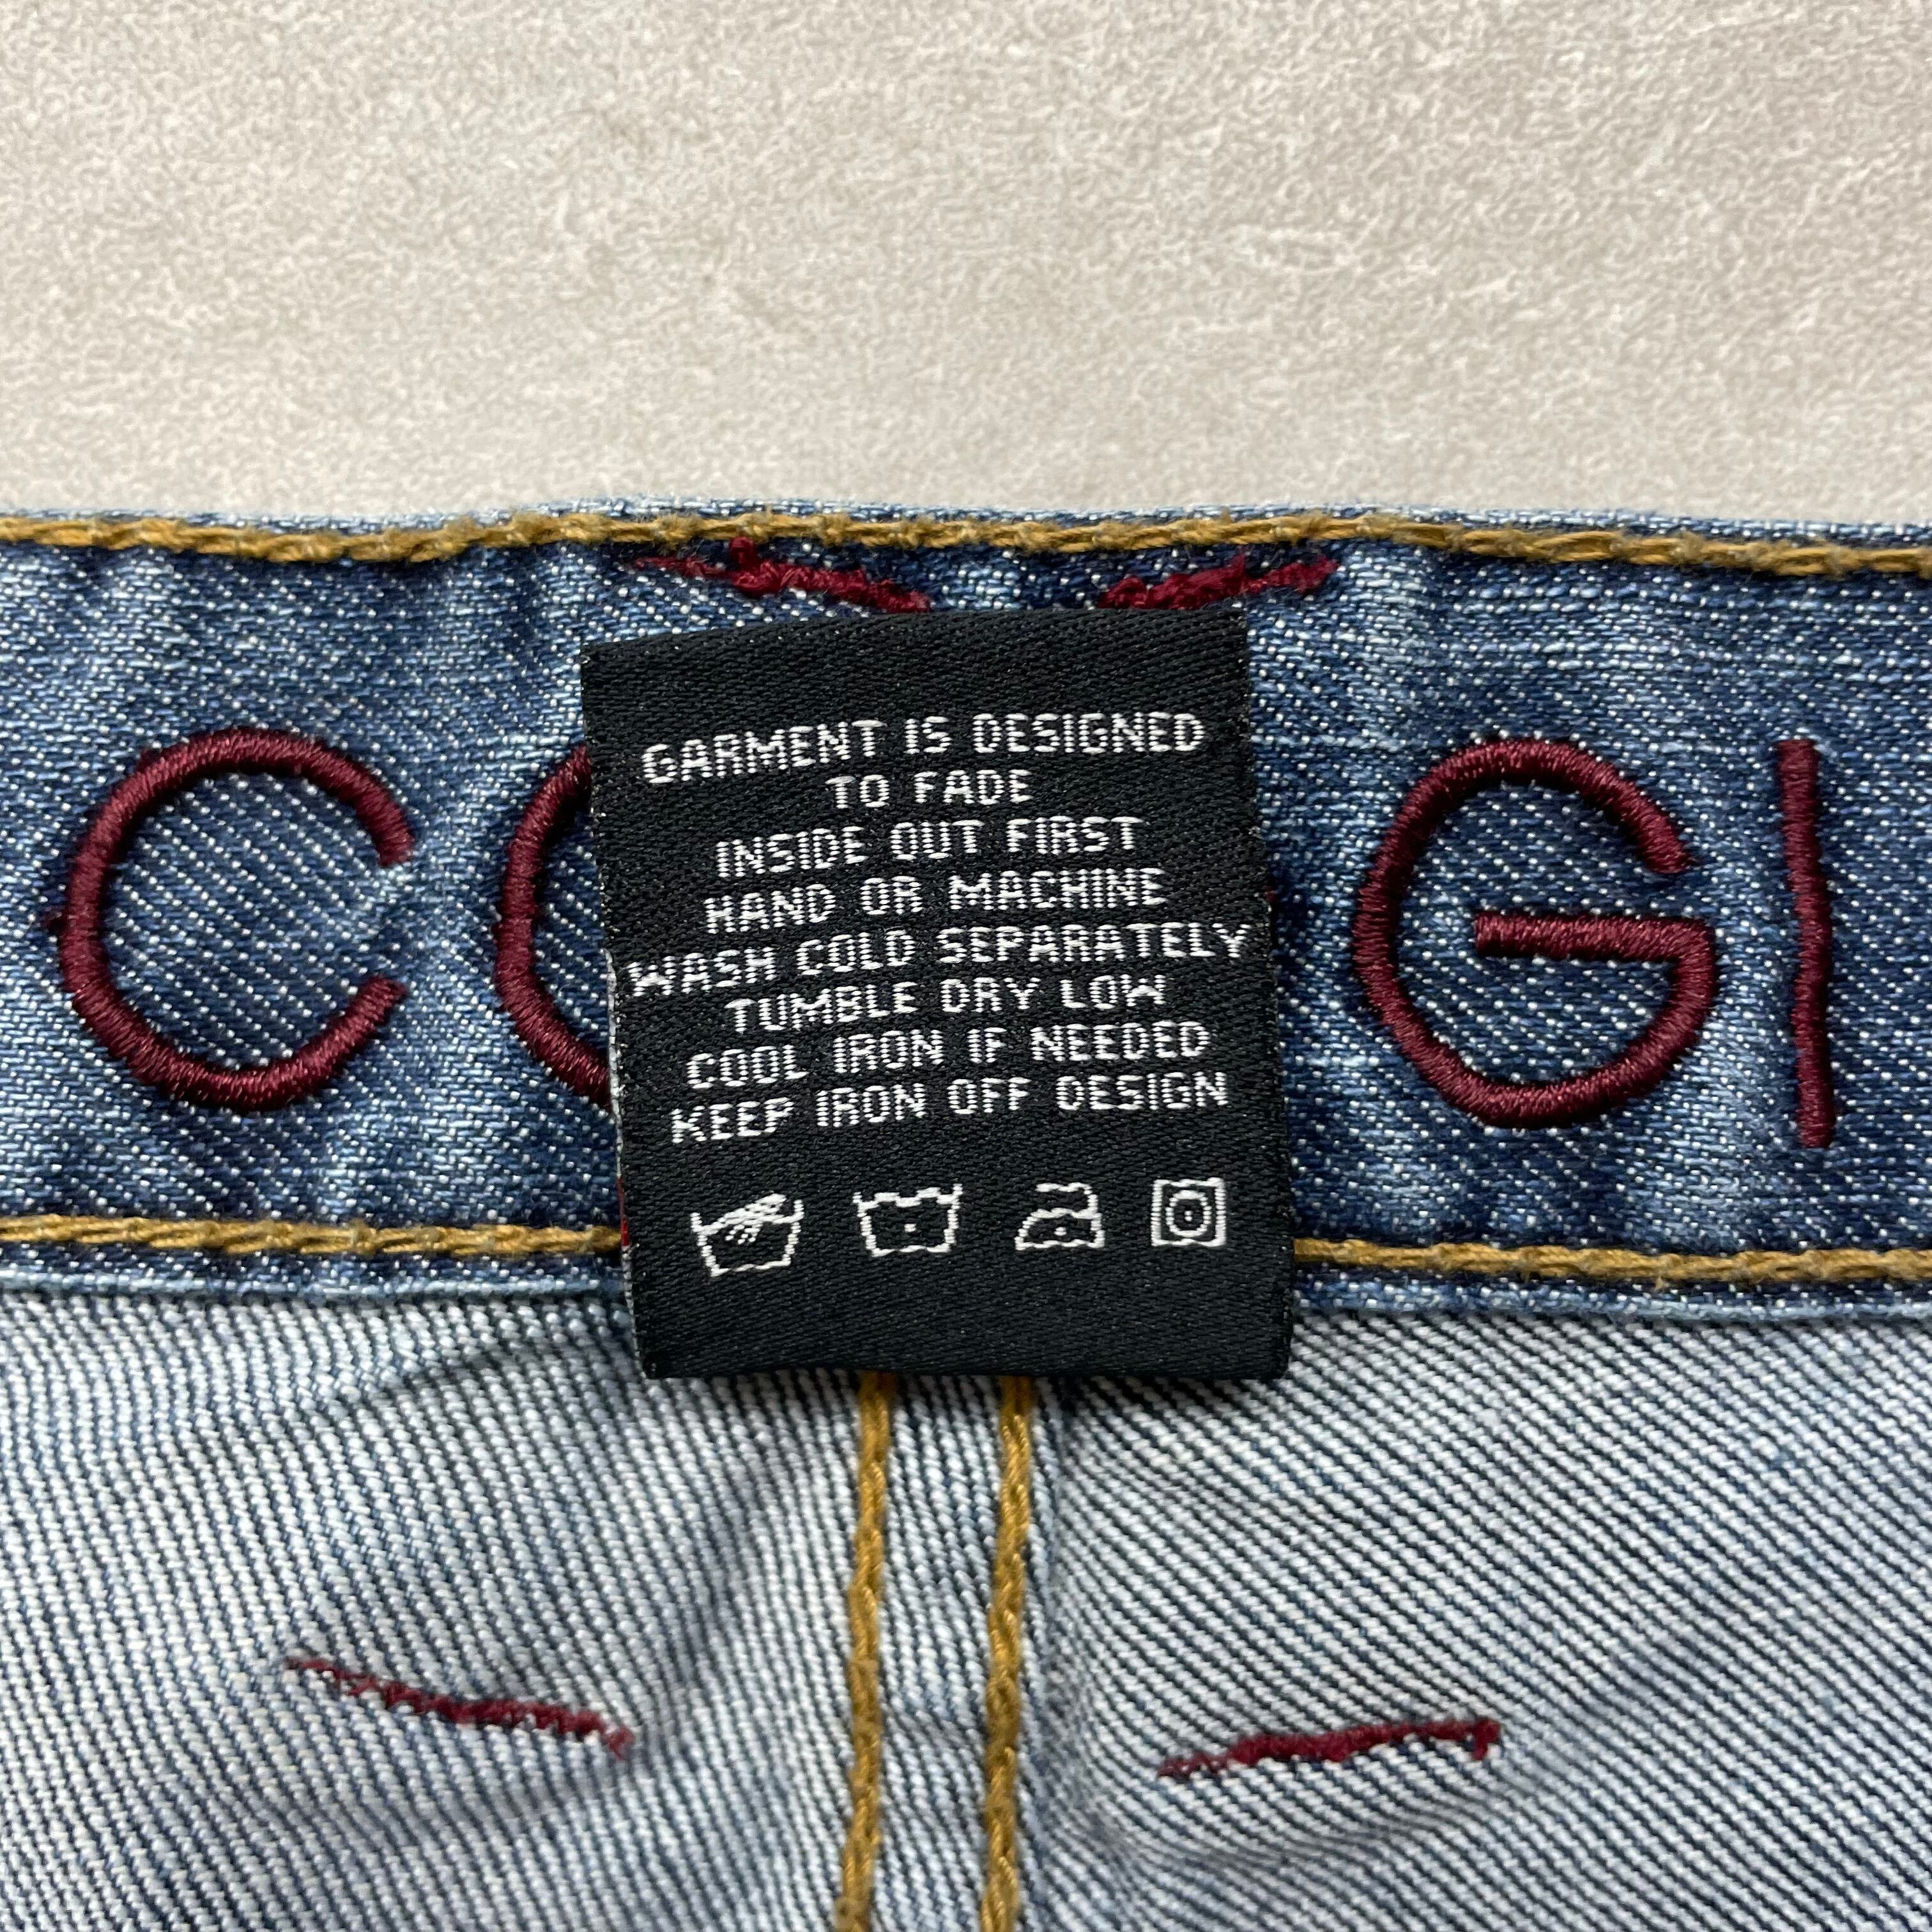 COGI
GARMENT IS DESIGNED
TO FADE
INSIDE OUT FIRST
HAND OR MACHINE
WASH COLD SEPARATELY
TUMBLE DRY LOW
COOL IRON IF NEEDED
KEEP IRON OFF DESIGN